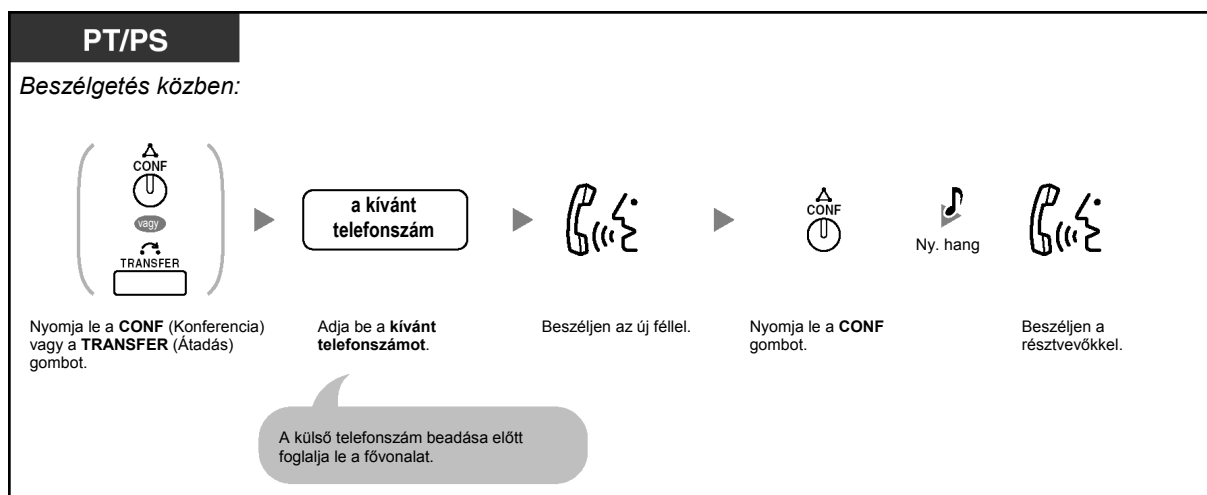 PT/PS
Beszélgetés közben:
CONF
vagy
TRANSFER
a kívánt
telefonszám
CONF
Ny. hang
Nyomja le a CONF (Konferencia)
vagy a TRANSFER (Átadás)
gombot.
Adja be a kívánt
telefonszámot.
Beszéljen az új féllel.
Nyomja le a CONF
gombot.
Beszéljen a
résztvevőkkel.
A külső telefonszám beadása előtt
foglalja le a fővonalat.